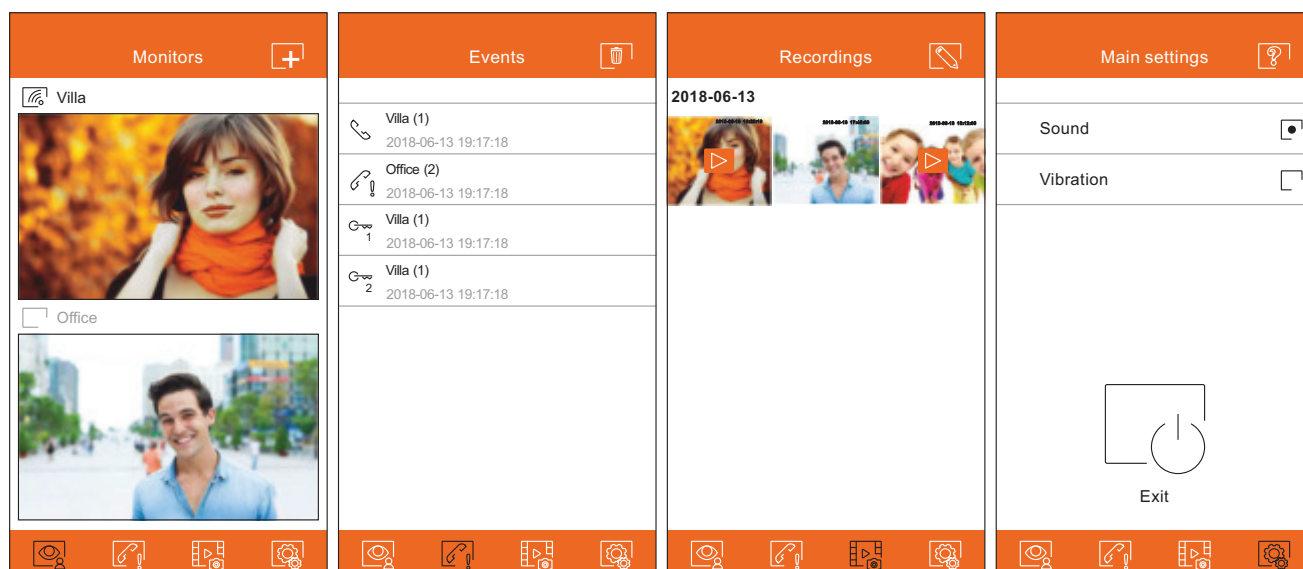 Monitors
Villa
Office
Events
Villa (1)
2018-06-13 19:17:18
Office (2)
2018-06-13 19:17:18
Villa (1)
2018-06-13 19:17:18
1
Villa (1)
2018-06-13 19:17:18
2
Recordings
2018-06-13
Main settings
Sound
Vibration
Exit